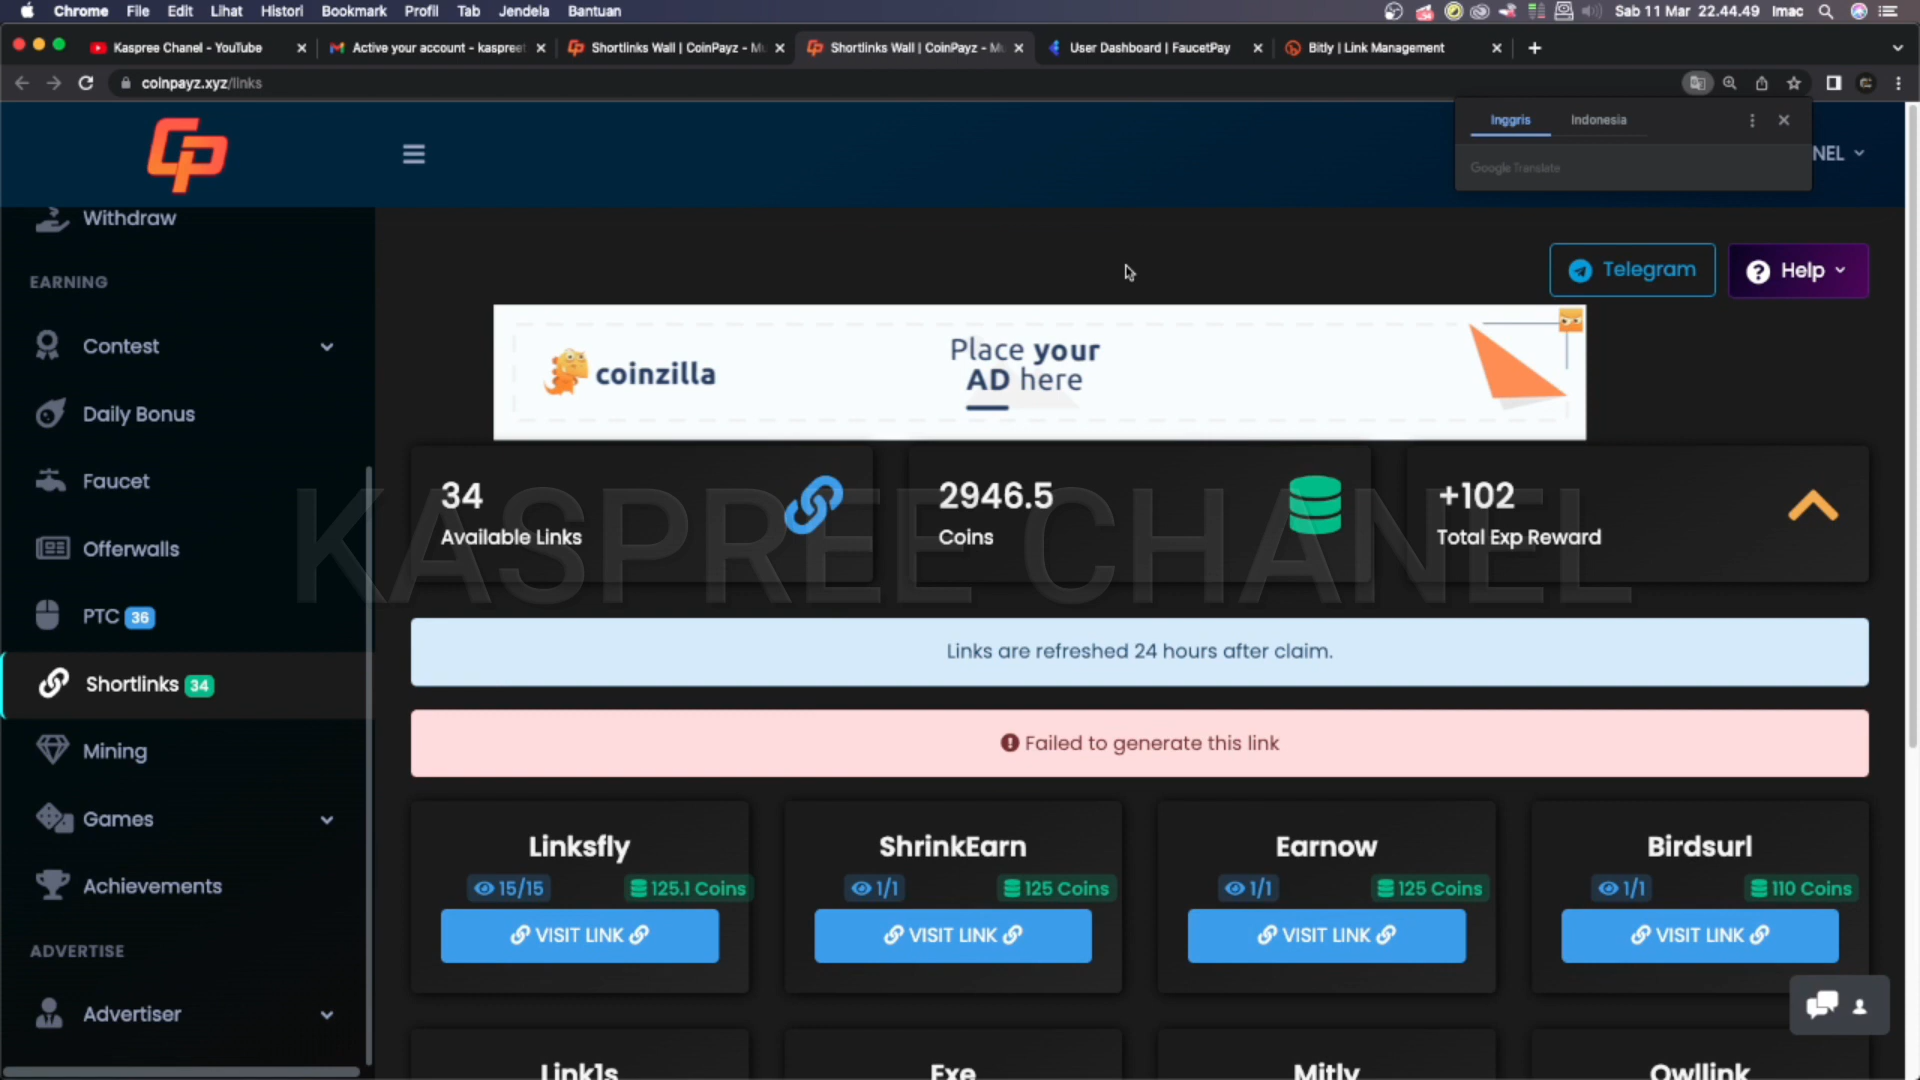 Chrome File Edit Lihat Histori Bookmark Profil Tab Jendela Bantuan
Sab 11 Mar 22.44.49 Imac
Kaspree Chanel - YouTube
Active your account - kaspreet
Shortlinks Wall | CoinPayz - Mu
Shortlinks Wall | CoinPayz - Mu
User Dashboard | FaucetPay
Bitly | Link Management
coinpayz.xyz/links
Inggris Indonesia
Google Translate
NEL
CP
Withdraw
EARNING
Contest
Daily Bonus
Faucet
Offerwalls
PTC 36
Shortlinks 34
Mining
Games
Achievements
ADVERTISE
Advertiser
Telegram
Help
coinzilla
Place your
AD here
34
Available Links
2946.5
Coins
+102
Total Exp Reward
KASPREE CHANEL
Links are refreshed 24 hours after claim.
Failed to generate this link
Linksfly
15/15 125.1 Coins
VISIT LINK
ShrinkEarn
1/1 125 Coins
VISIT LINK
Earnow
1/1 125 Coins
VISIT LINK
Birdsurl
1/1 110 Coins
VISIT LINK
Link1s
Exe
Mitly
Owllink